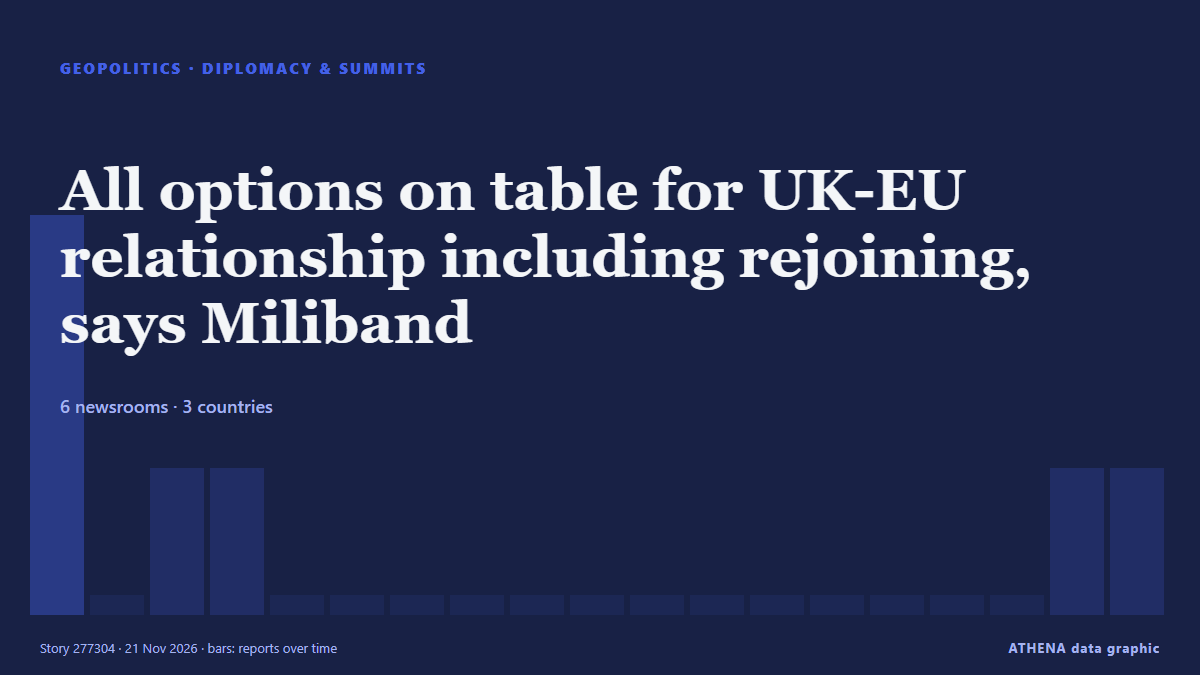 GEOPOLITICS · DIPLOMACY & SUMMITS
All options on table for UK-EU
relationship including rejoining,
says Miliband
6 newsrooms · 3 countries
Story 277304 · 21 Nov 2026 · bars: reports over time
ATHENA data graphic